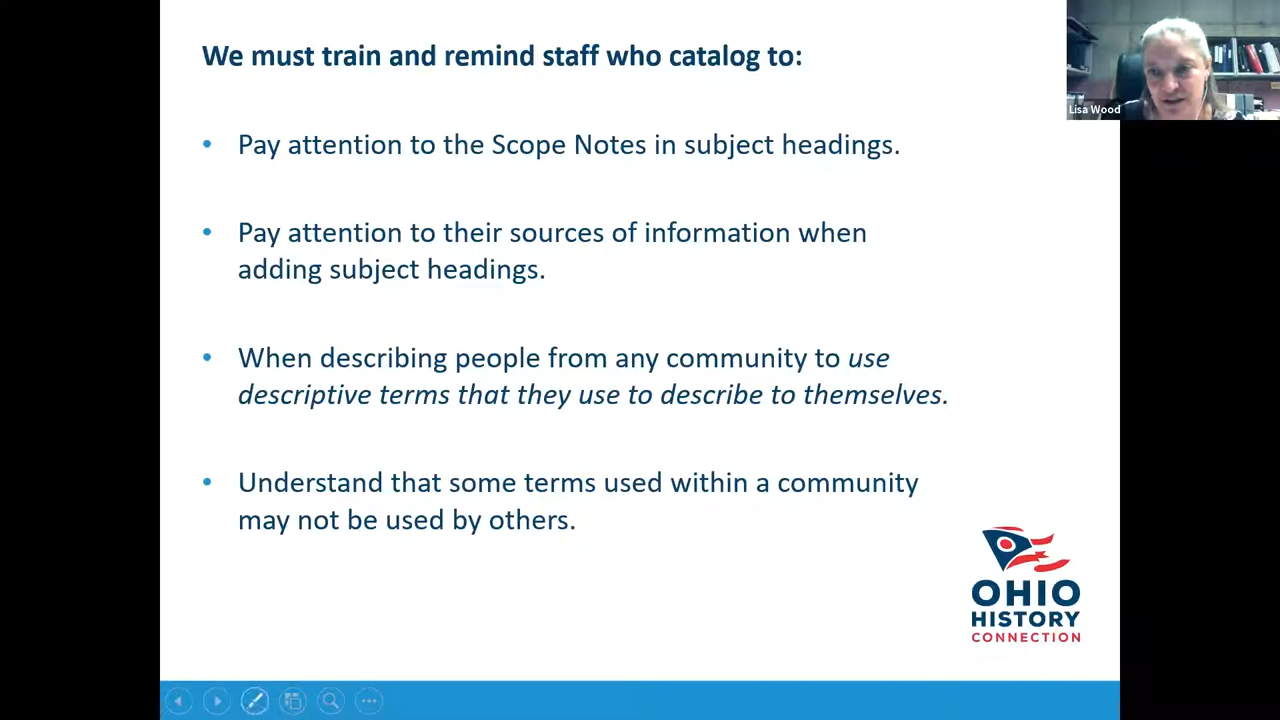 We must train and remind staff who catalog to:
Lisa Wood
• Pay attention to the Scope Notes in subject headings.
• Pay attention to their sources of information when
adding subject headings.
• When describing people from any community to use
descriptive terms that they use to describe to themselves.
• Understand that some terms used within a community
may not be used by others.
OHIO
HISTORY
CONNECTION